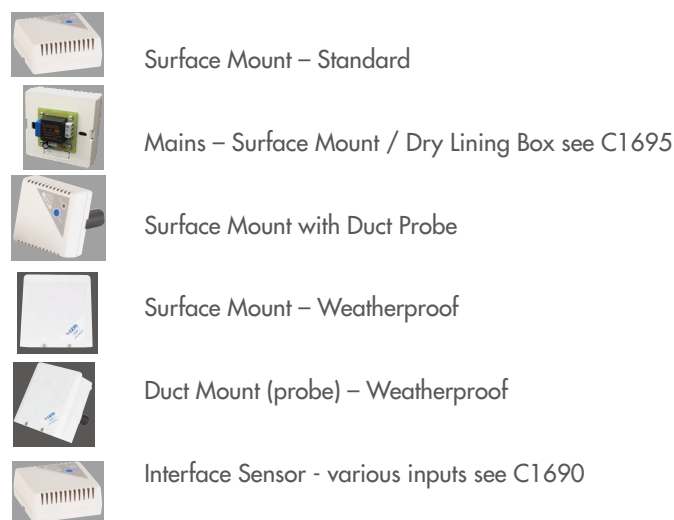 Surface Mount – Standard
Mains – Surface Mount / Dry Lining Box see C1695
Surface Mount with Duct Probe
Surface Mount – Weatherproof
Duct Mount (probe) – Weatherproof
Interface Sensor - various inputs see C1690